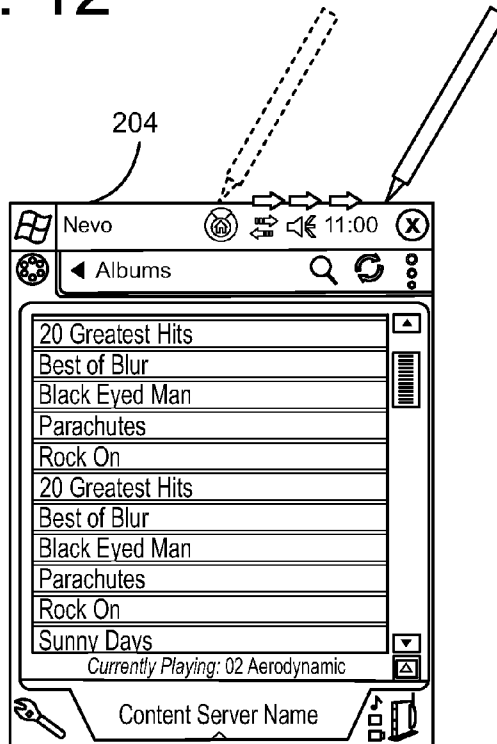 . 12
204
Nevo 11:00 X
Albums
20 Greatest Hits
Best of Blur
Black Eyed Man
Parachutes
Rock On
20 Greatest Hits
Best of Blur
Black Eyed Man
Parachutes
Rock On
Sunny Days
Currently Playing: 02 Aerodynamic
Content Server Name